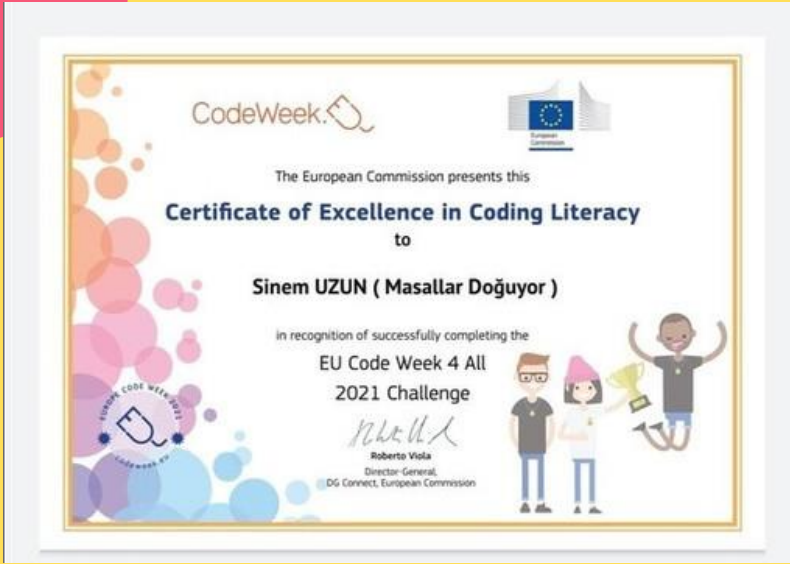 CodeWeek.
European
Commission
The European Commission presents this
Certificate of Excellence in Coding Literacy
to
Sinem UZUN ( Masallar Doğuyor )
in recognition of successfully completing the
EU Code Week 4 All
2021 Challenge
Roberto Viola
Director-General,
DG Connect, European Commission
EUROPE CODE WEEK 2021
codeweek.eu